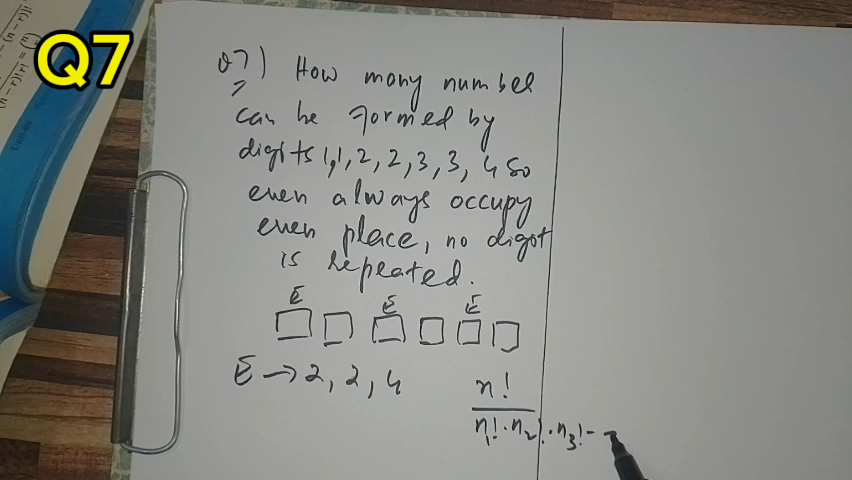 Q7
Q7) How many number
can be formed by
digits 1,1,2,2,3,3,4 so
even always occupy
even place, no digot
is repeated.
E E E
E → 2, 2, 4
n!
n₁! · n₂! · n₃! - -